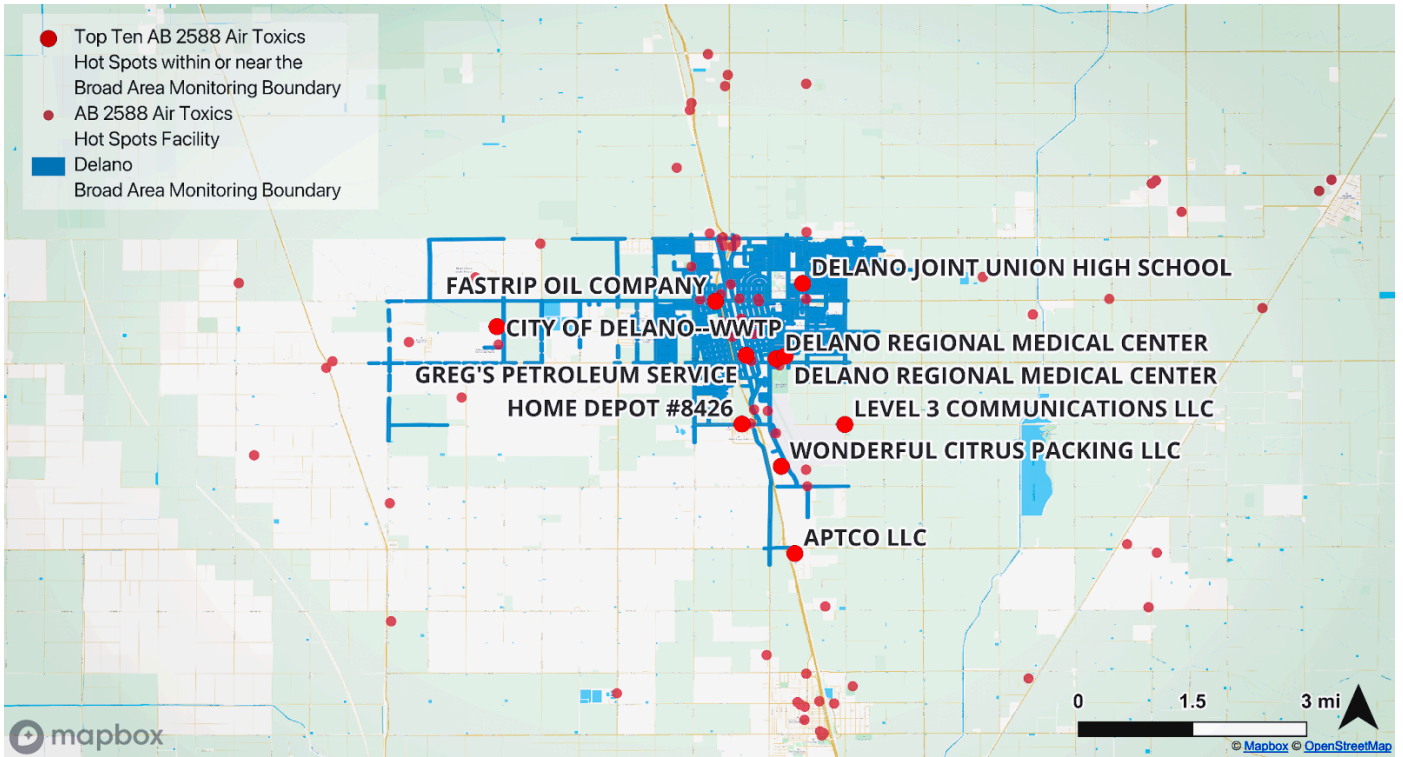 Top Ten AB 2588 Air Toxics
Hot Spots within or near the
Broad Area Monitoring Boundary
AB 2588 Air Toxics
Hot Spots Facility
Delano
Broad Area Monitoring Boundary
DELANO JOINT UNION HIGH SCHOOL
FASTRIP OIL COMPANY
CITY OF DELANO--WWTP
DELANO REGIONAL MEDICAL CENTER
GREG'S PETROLEUM SERVICE
DELANO REGIONAL MEDICAL CENTER
HOME DEPOT #8426
LEVEL 3 COMMUNICATIONS LLC
WONDERFUL CITRUS PACKING LLC
APTCO LLC
0 1.5 3 mi
mapbox
© Mapbox © OpenStreetMap